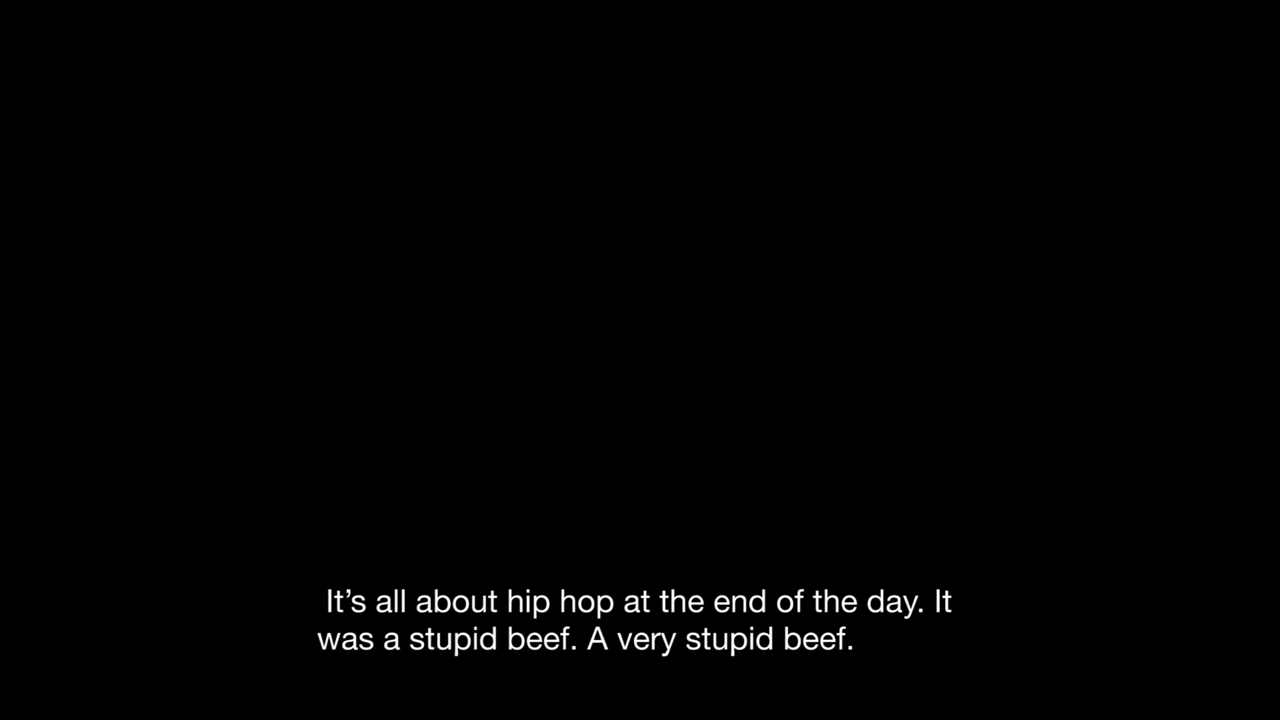 It’s all about hip hop at the end of the day. It
was a stupid beef. A very stupid beef.